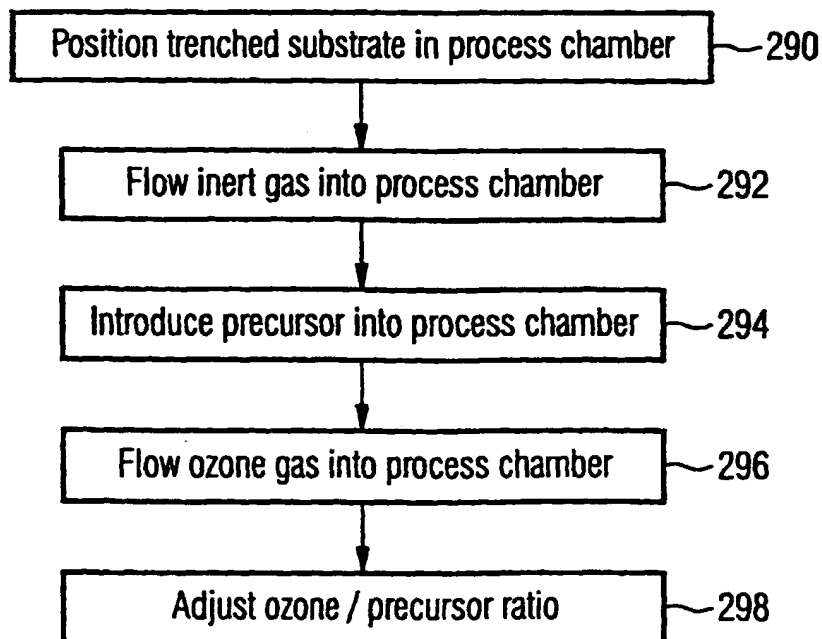 Position trenched substrate in process chamber 290
Flow inert gas into process chamber 292
Introduce precursor into process chamber 294
Flow ozone gas into process chamber 296
Adjust ozone / precursor ratio 298